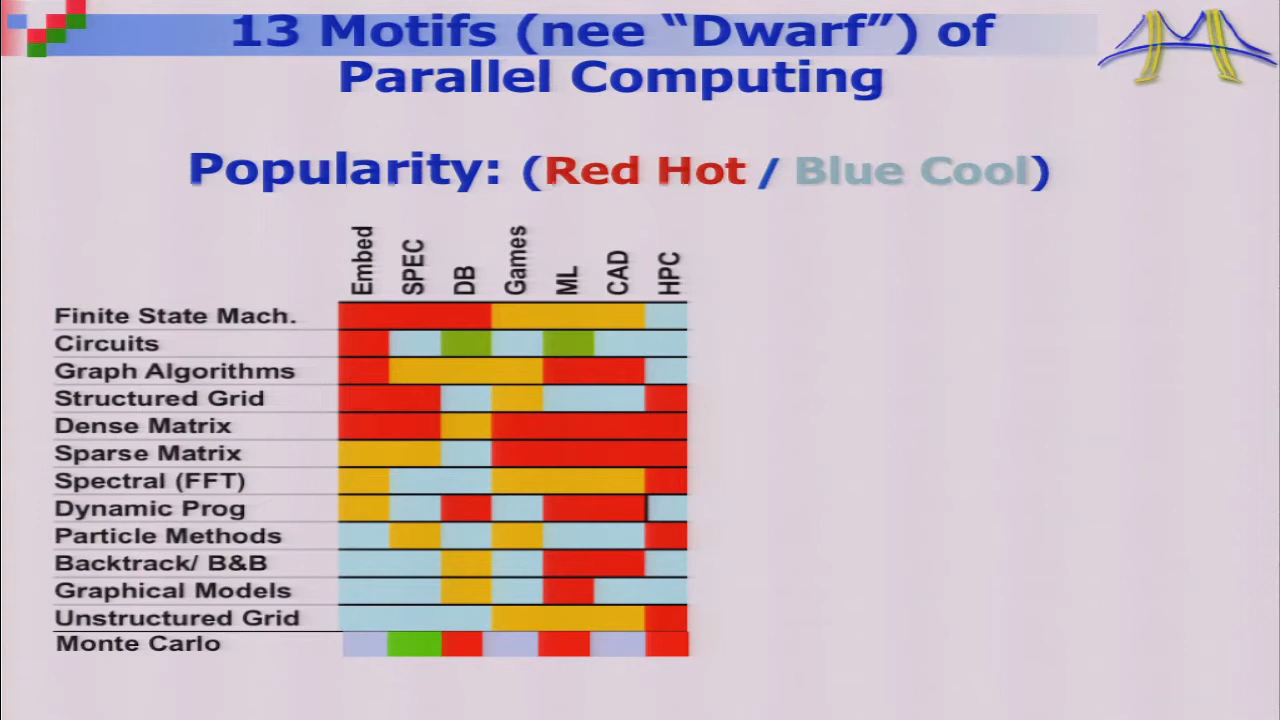 13 Motifs (nee “Dwarf”) of
Parallel Computing
Popularity: (Red Hot / Blue Cool)
Embed SPEC DB Games ML CAD HPC
Finite State Mach.
Circuits
Graph Algorithms
Structured Grid
Dense Matrix
Sparse Matrix
Spectral (FFT)
Dynamic Prog
Particle Methods
Backtrack/ B&B
Graphical Models
Unstructured Grid
Monte Carlo